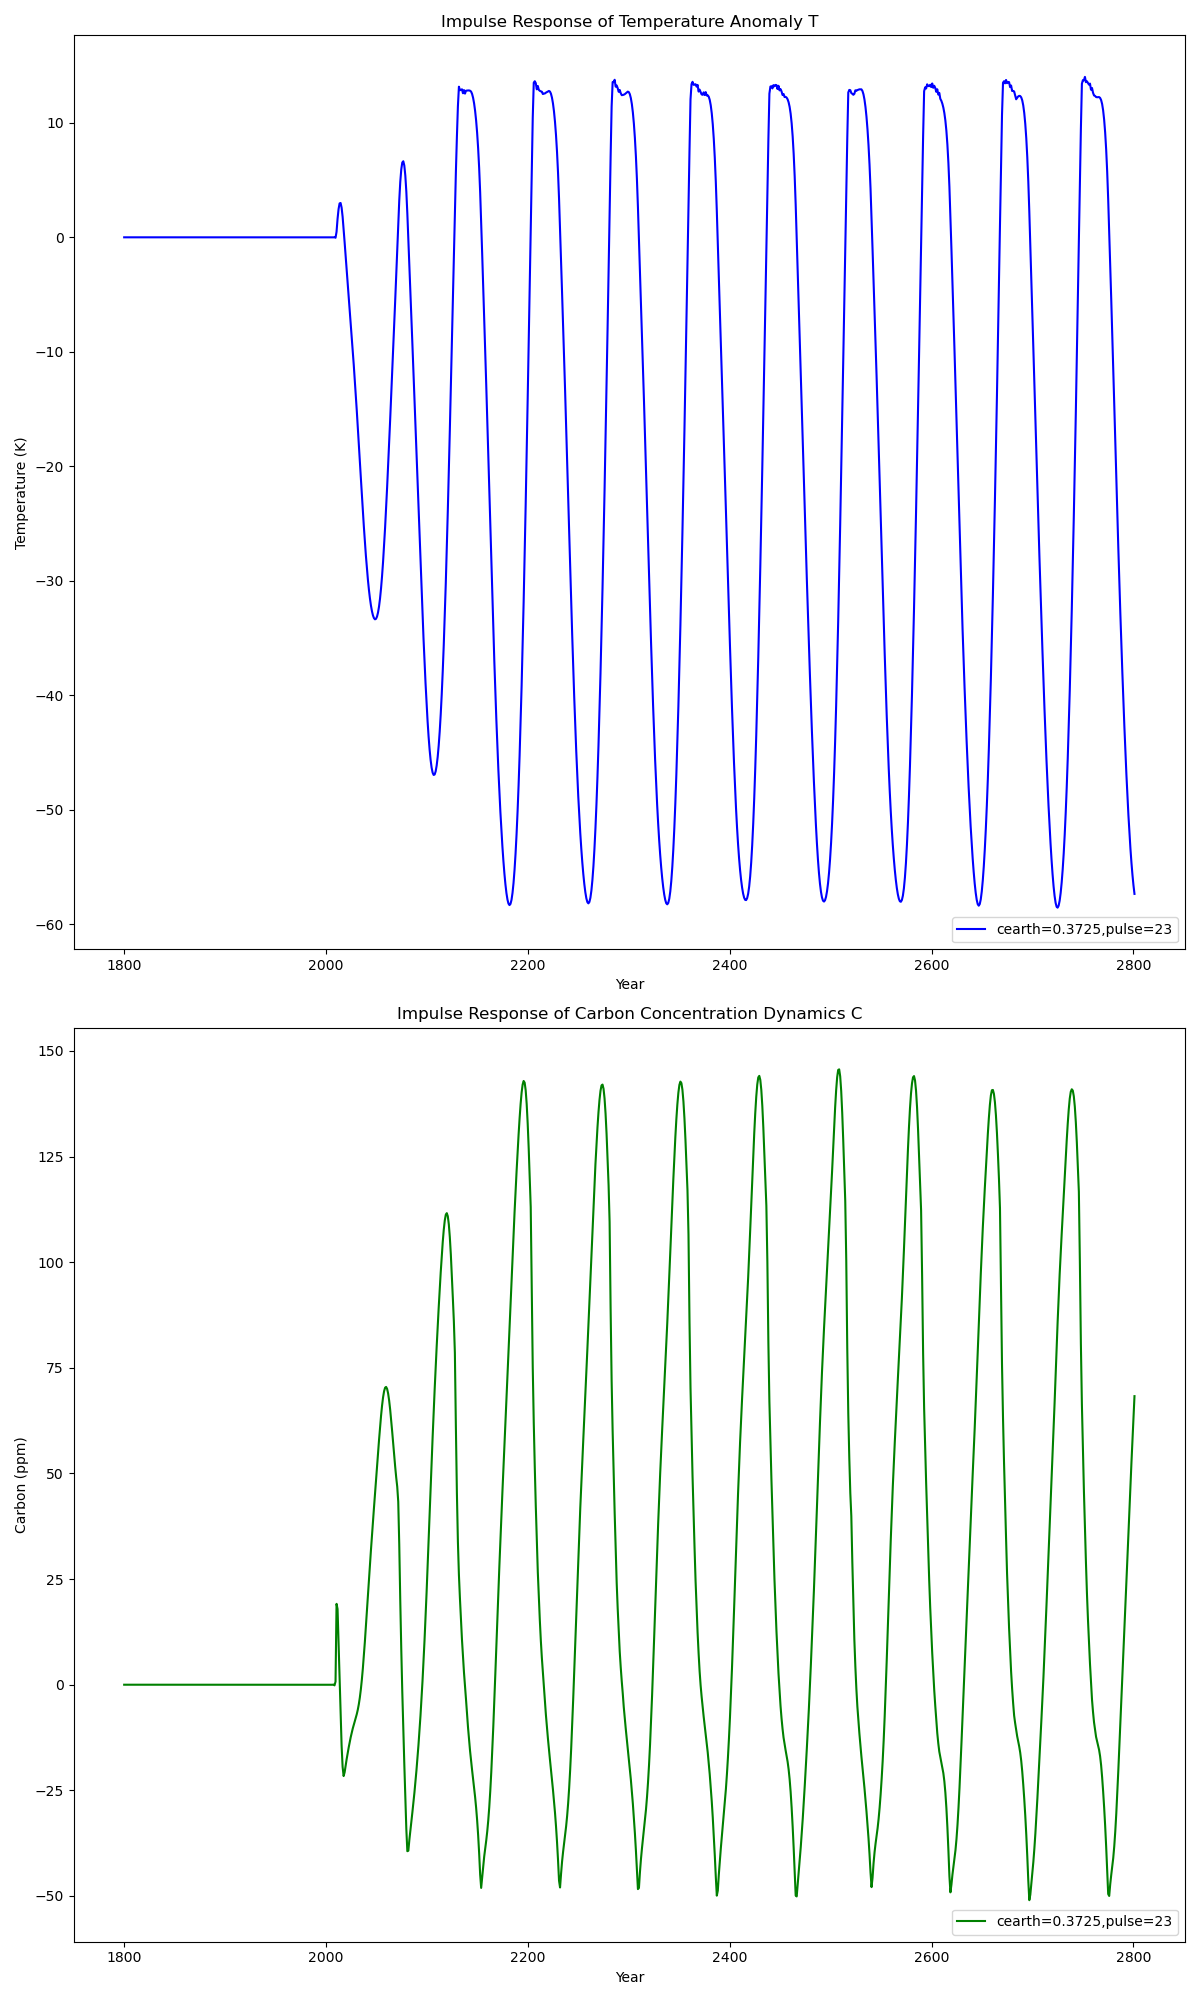 Impulse Response of Temperature Anomaly T
10
0
−10
−20
−30
−40
−50
−60
Temperature (K)
1800 2000 2200 2400 2600 2800
Year
cearth=0.3725,pulse=23
Impulse Response of Carbon Concentration Dynamics C
150
125
100
75
50
25
0
−25
−50
Carbon (ppm)
1800 2000 2200 2400 2600 2800
Year
cearth=0.3725,pulse=23